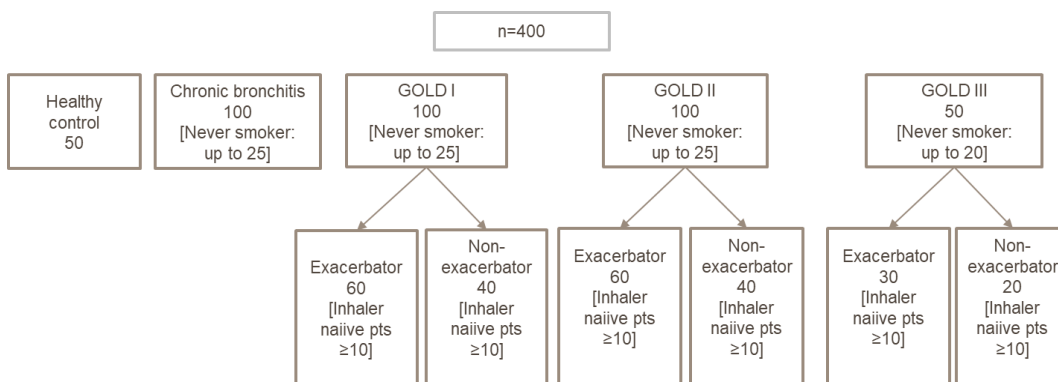 n=400
Healthy
control
50
Chronic bronchitis
100
[Never smoker:
up to 25]
GOLD I
100
[Never smoker:
up to 25]
GOLD II
100
[Never smoker:
up to 25]
GOLD III
50
[Never smoker:
up to 20]
Exacerbator
60
[Inhaler
naiive pts
≥10]
Non-
exacerbator
40
[Inhaler
naiive pts
≥10]
Exacerbator
60
[Inhaler
naiive pts
≥10]
Non-
exacerbator
40
[Inhaler
naiive pts
≥10]
Exacerbator
30
[Inhaler
naiive pts
≥10]
Non-
exacerbator
20
[Inhaler
naiive pts
≥10]